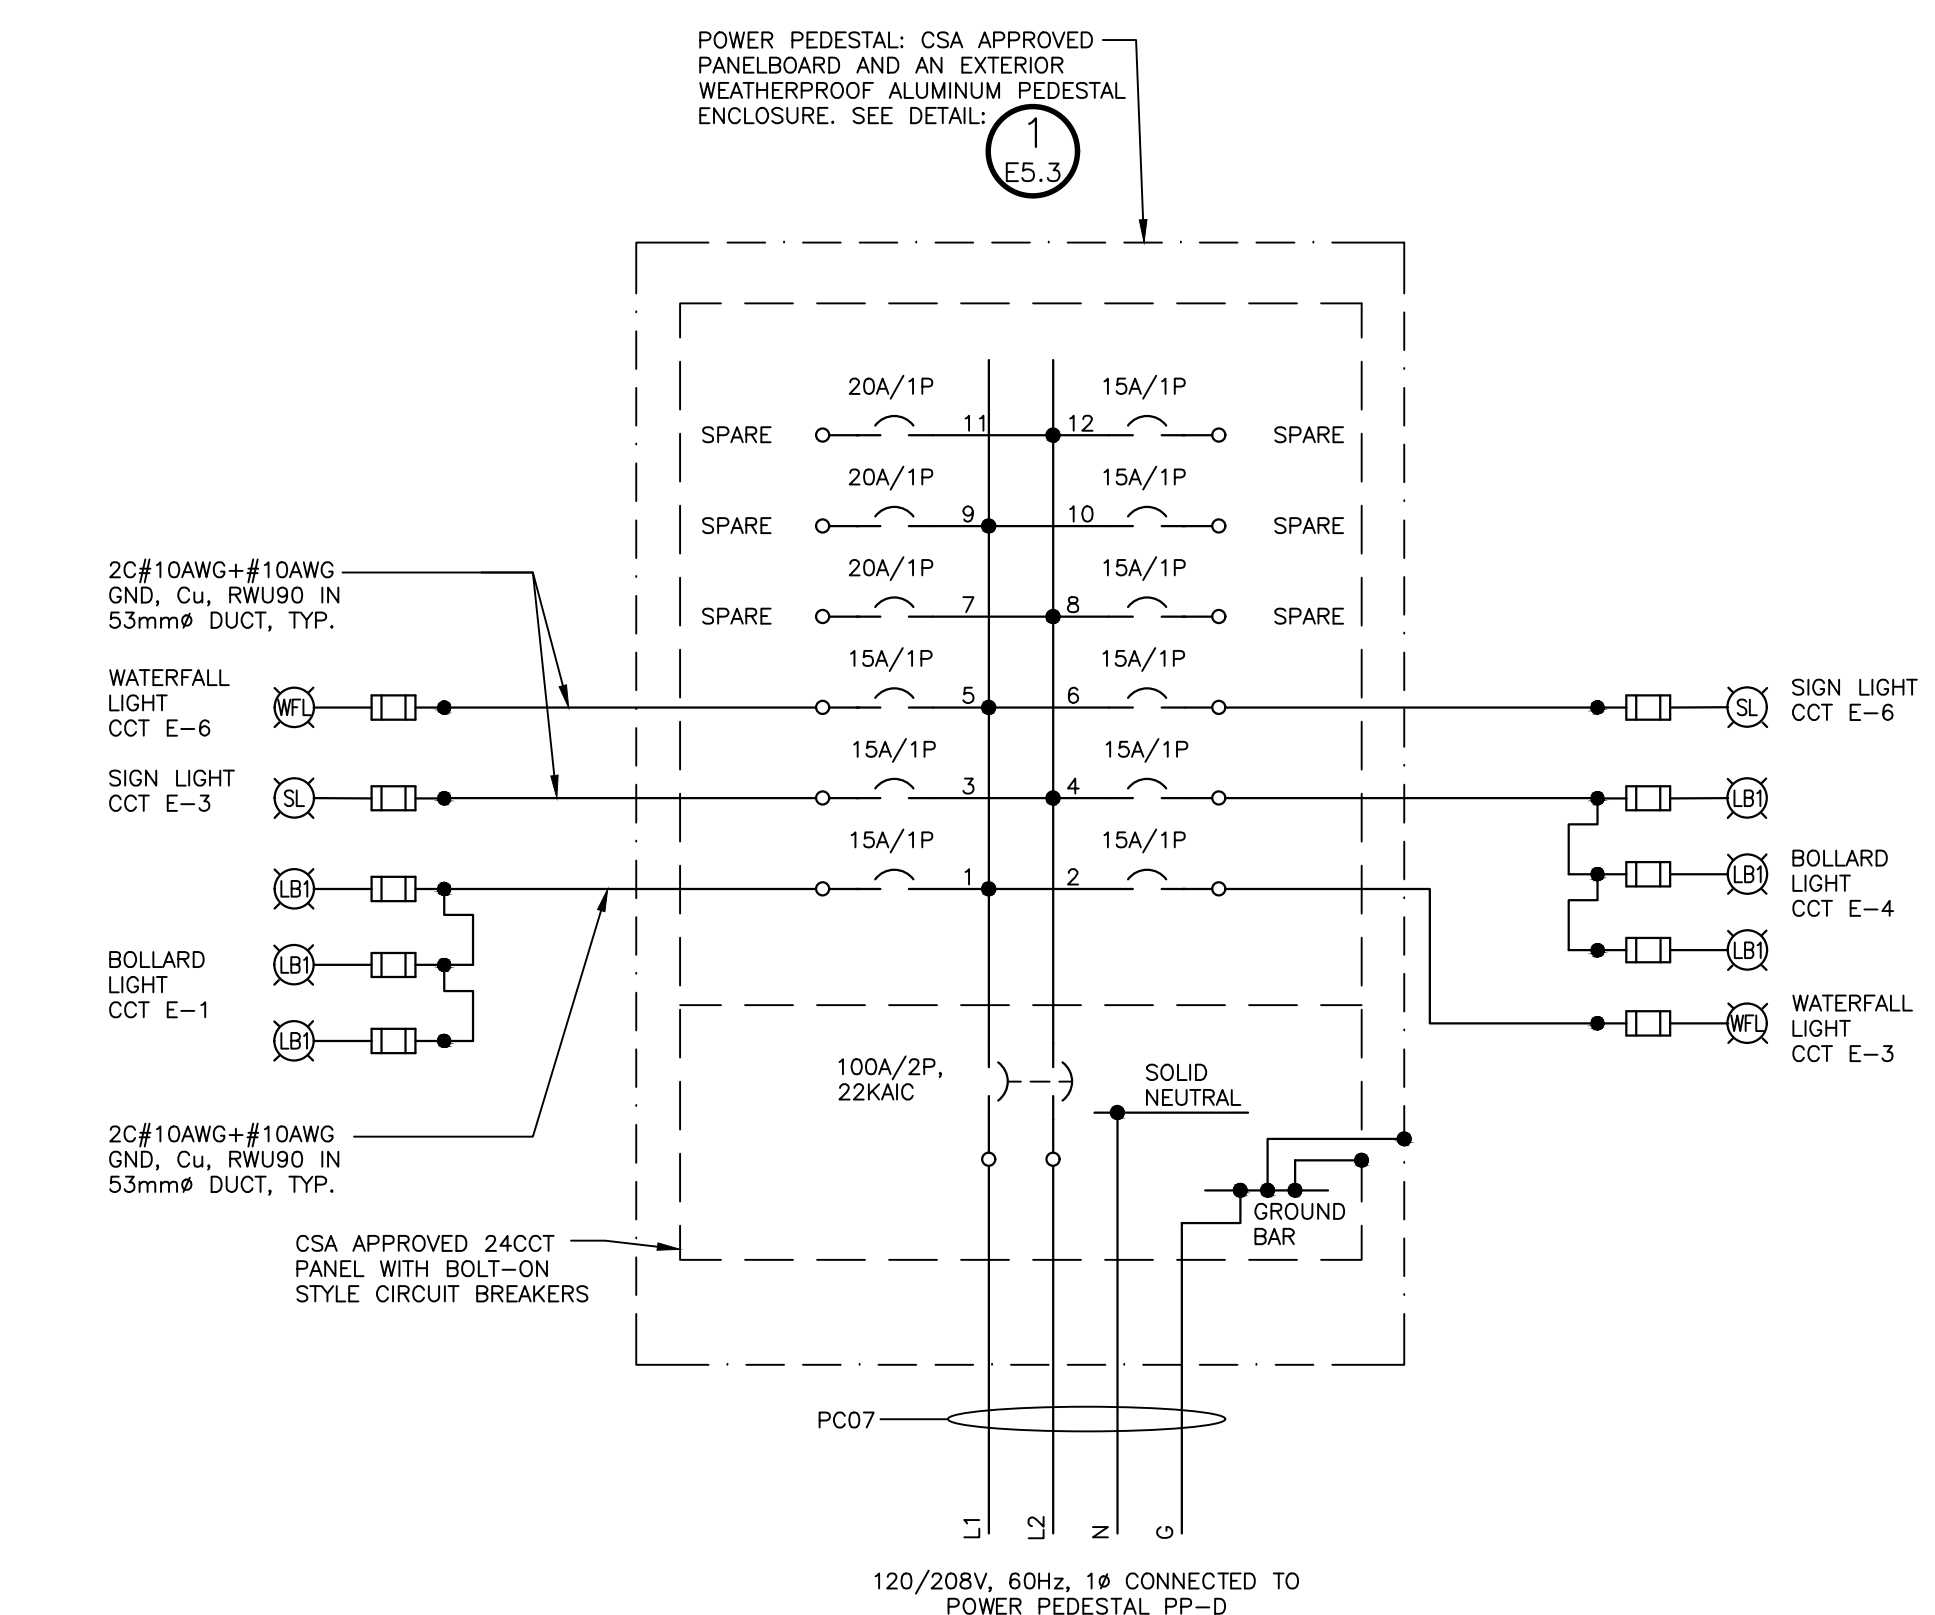 POWER PEDESTAL: CSA APPROVED
PANELBOARD AND AN EXTERIOR
WEATHERPROOF ALUMINUM PEDESTAL
ENCLOSURE. SEE DETAIL:
1
E5.3
20A/1P
15A/1P
SPARE
11
12
SPARE
20A/1P
15A/1P
SPARE
9
10
SPARE
20A/1P
15A/1P
SPARE
7
8
SPARE
2C#10AWG+#10AWG
GND, Cu, RWU90 IN
53mmø DUCT, TYP.
15A/1P
15A/1P
WATERFALL
LIGHT
CCT E-6
WFL
5
6
SL
SIGN LIGHT
CCT E-6
15A/1P
15A/1P
SIGN LIGHT
CCT E-3
SL
3
4
LB1
15A/1P
15A/1P
LB1
1
2
LB1
BOLLARD
LIGHT
CCT E-4
BOLLARD
LIGHT
CCT E-1
LB1
LB1
LB1
WFL
WATERFALL
LIGHT
CCT E-3
100A/2P,
22KAIC
SOLID
NEUTRAL
2C#10AWG+#10AWG
GND, Cu, RWU90 IN
53mmø DUCT, TYP.
GROUND
BAR
CSA APPROVED 24CCT
PANEL WITH BOLT-ON
STYLE CIRCUIT BREAKERS
PC07
L1
L2
N
G
120/208V, 60Hz, 1ø CONNECTED TO
POWER PEDESTAL PP-D